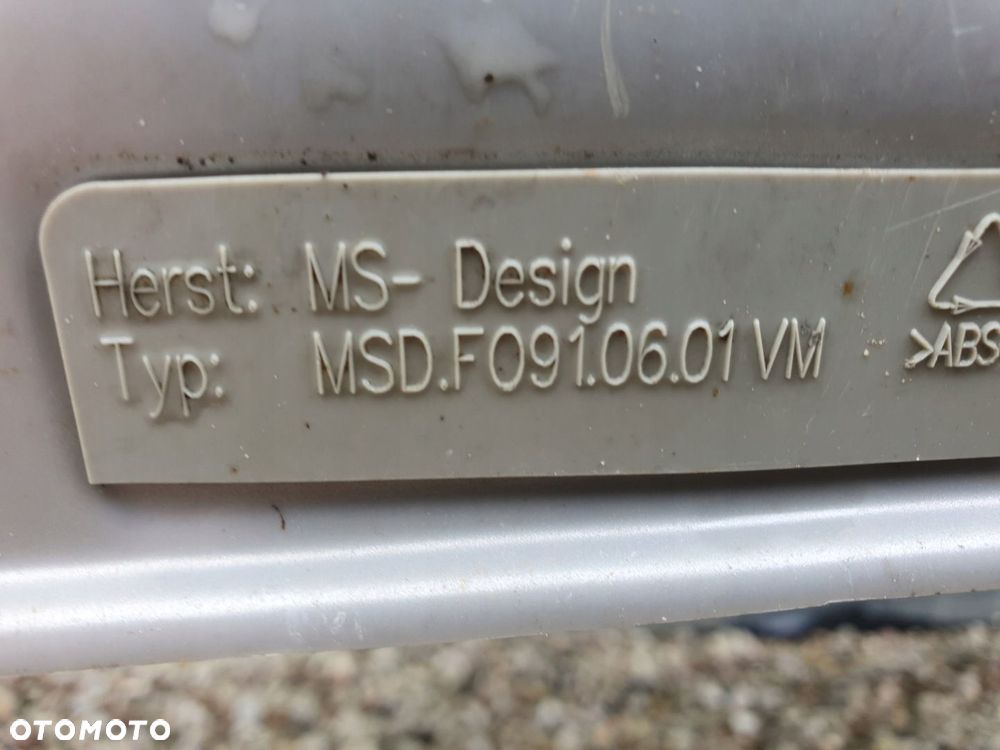 Herst: MS- Design
Typ: MSD.F091.06.01 VM
>ABS
OTOMOTO